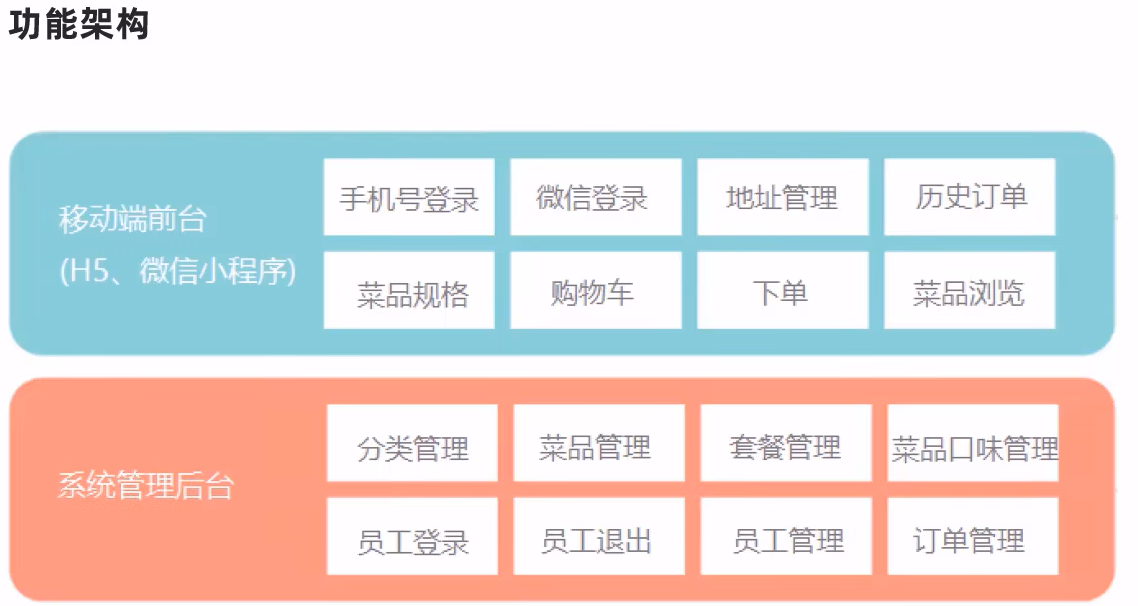 功能架构
移动端前台
(H5、微信小程序)
手机号登录 微信登录 地址管理 历史订单
菜品规格 购物车 下单 菜品浏览
系统管理后台
分类管理 菜品管理 套餐管理 菜品口味管理
员工登录 员工退出 员工管理 订单管理